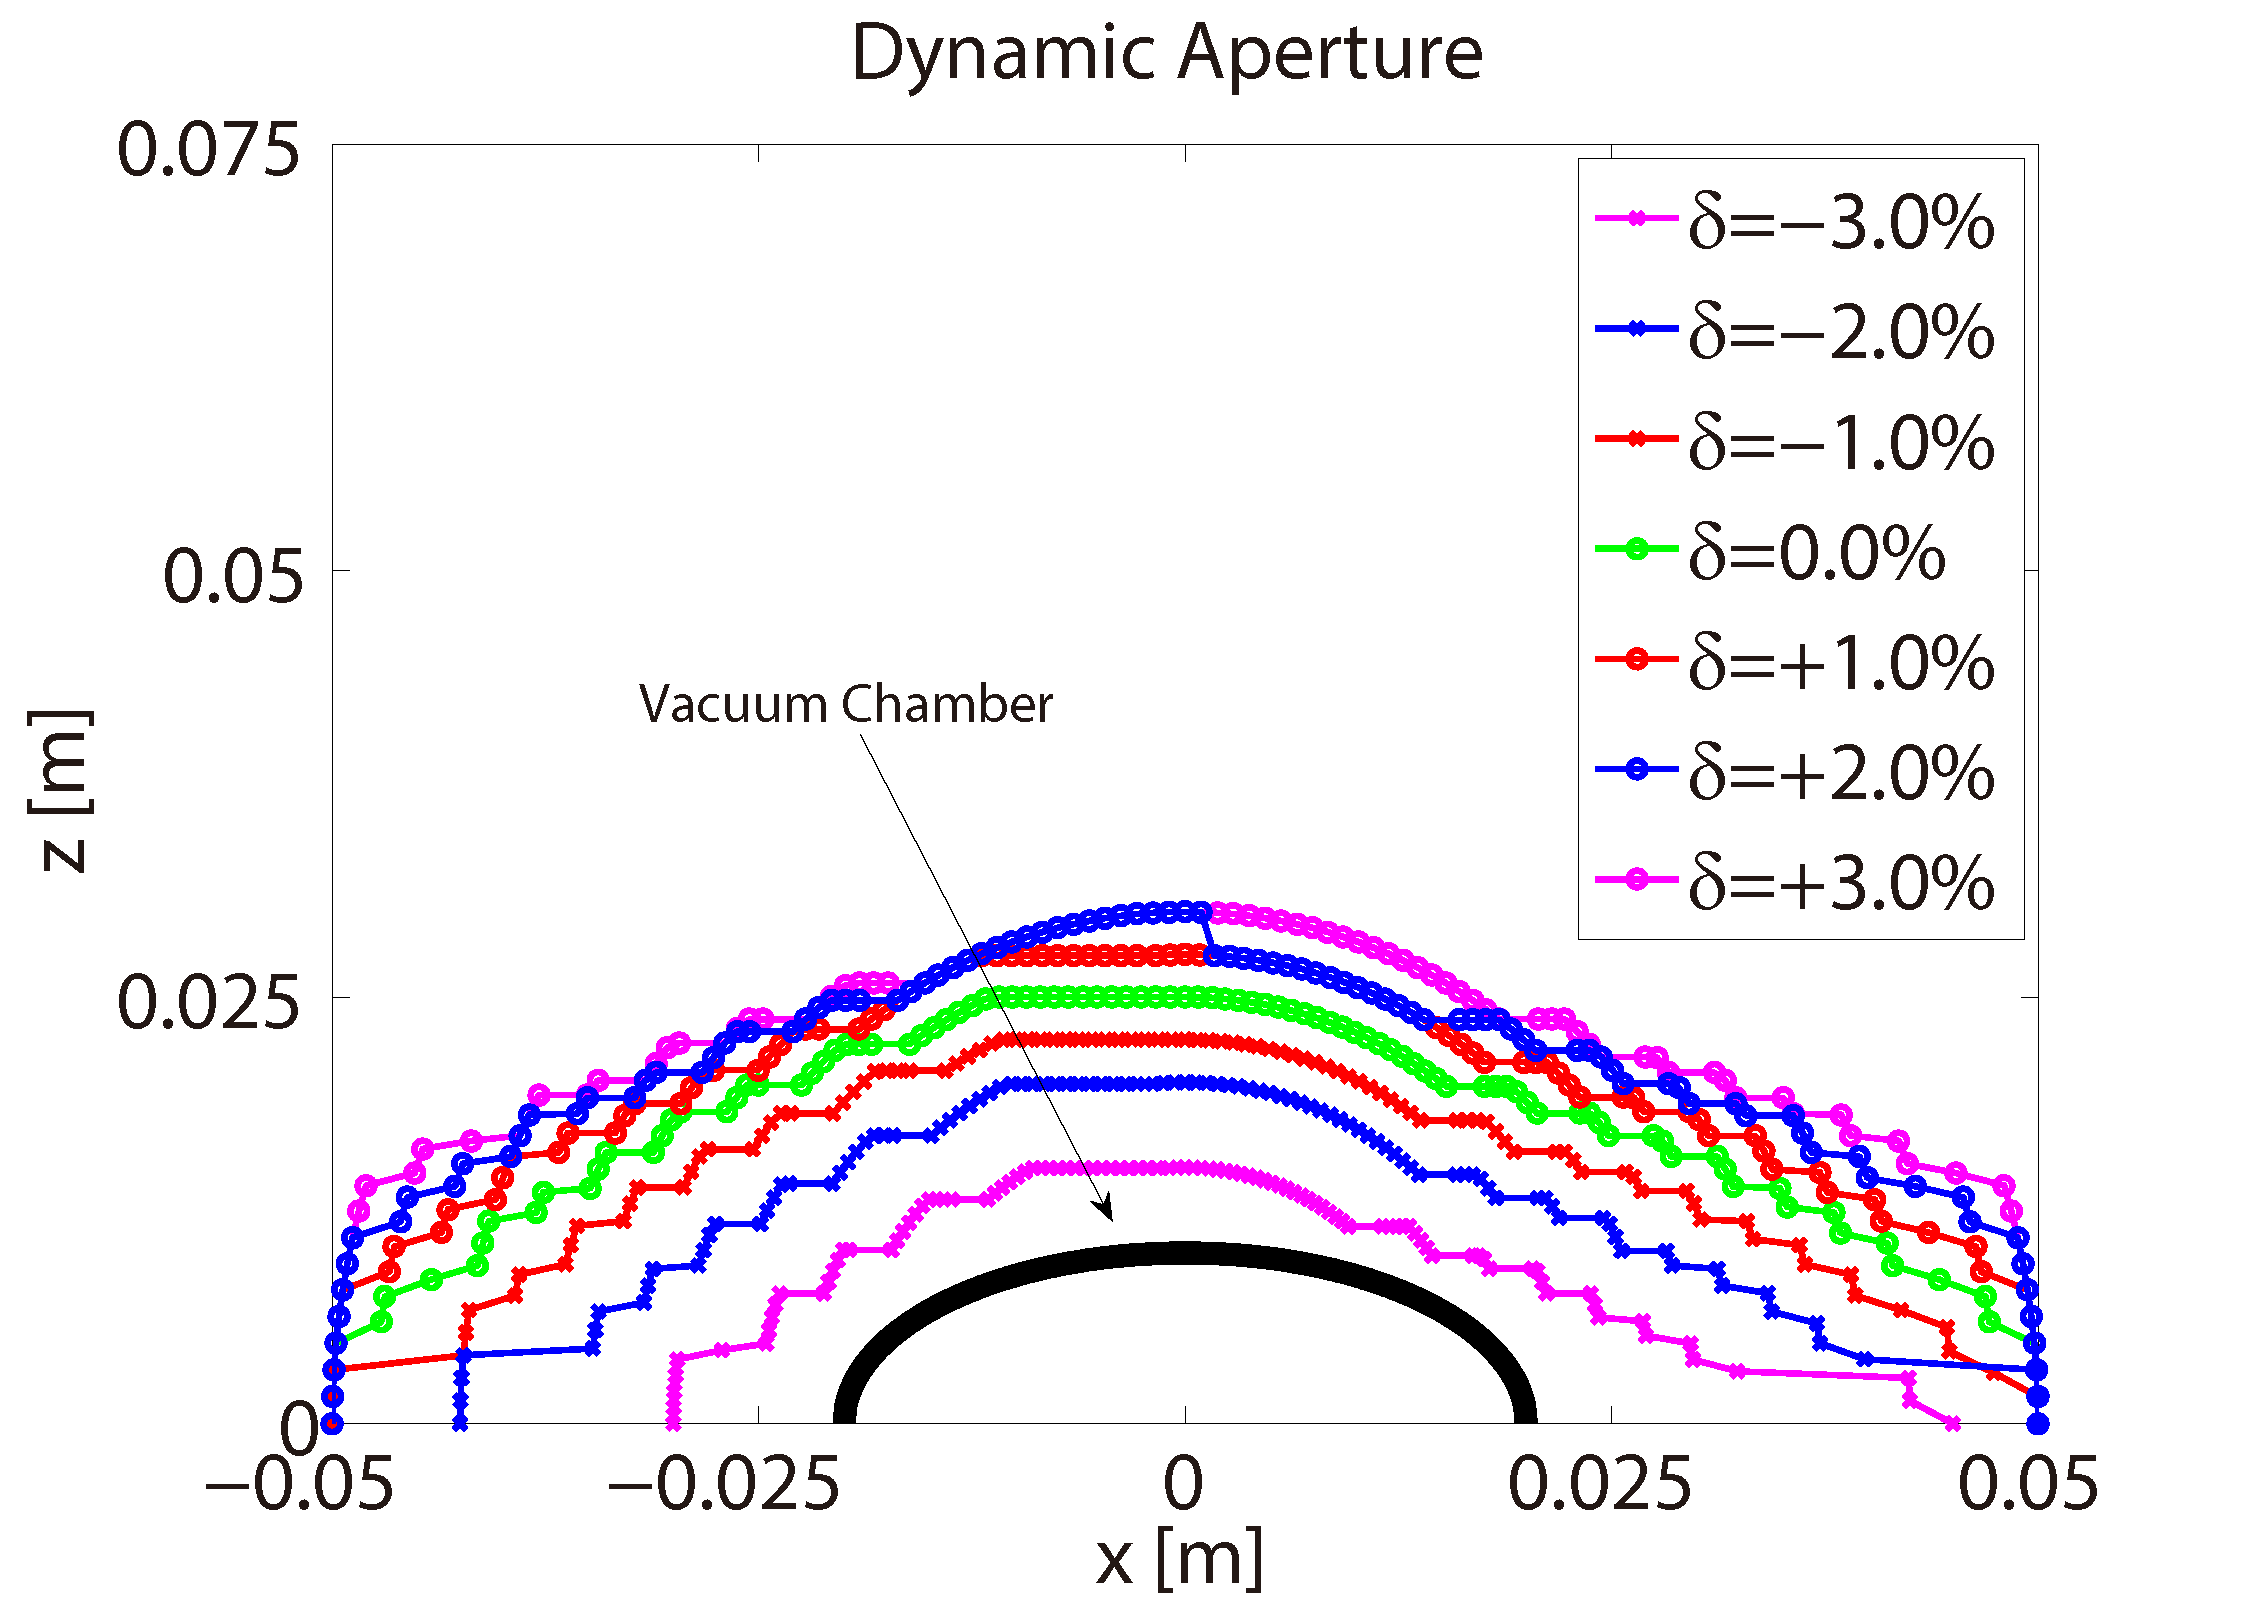 Dynamic Aperture
0.075
0.05
0.025
0
z [m]
δ=−3.0%
δ=−2.0%
δ=−1.0%
δ=0.0%
δ=+1.0%
δ=+2.0%
δ=+3.0%
Vacuum Chamber
−0.05
−0.025
0
0.025
0.05
x [m]